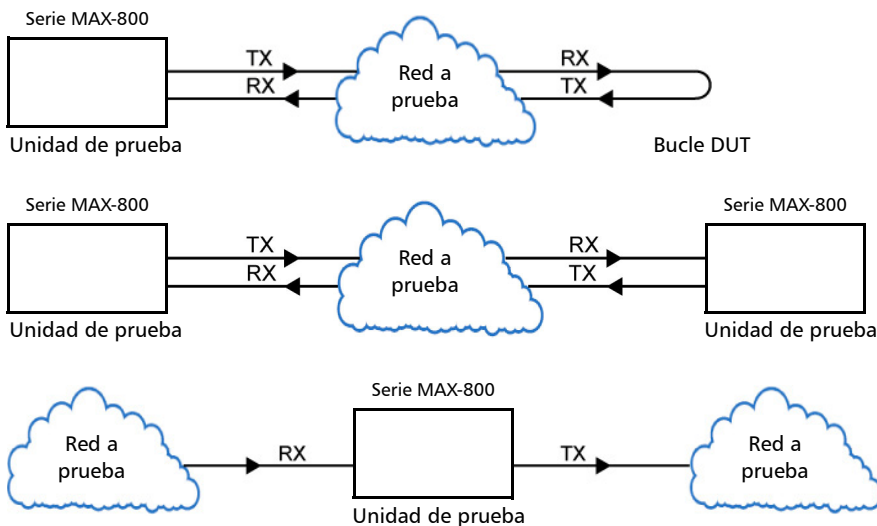 Serie MAX-800
TX
RX
Red a
prueba
RX
TX
Unidad de prueba
Bucle DUT
Serie MAX-800
Serie MAX-800
TX
RX
Red a
prueba
RX
TX
Unidad de prueba
Unidad de prueba
Serie MAX-800
Red a
prueba
RX
TX
Red a
prueba
Unidad de prueba